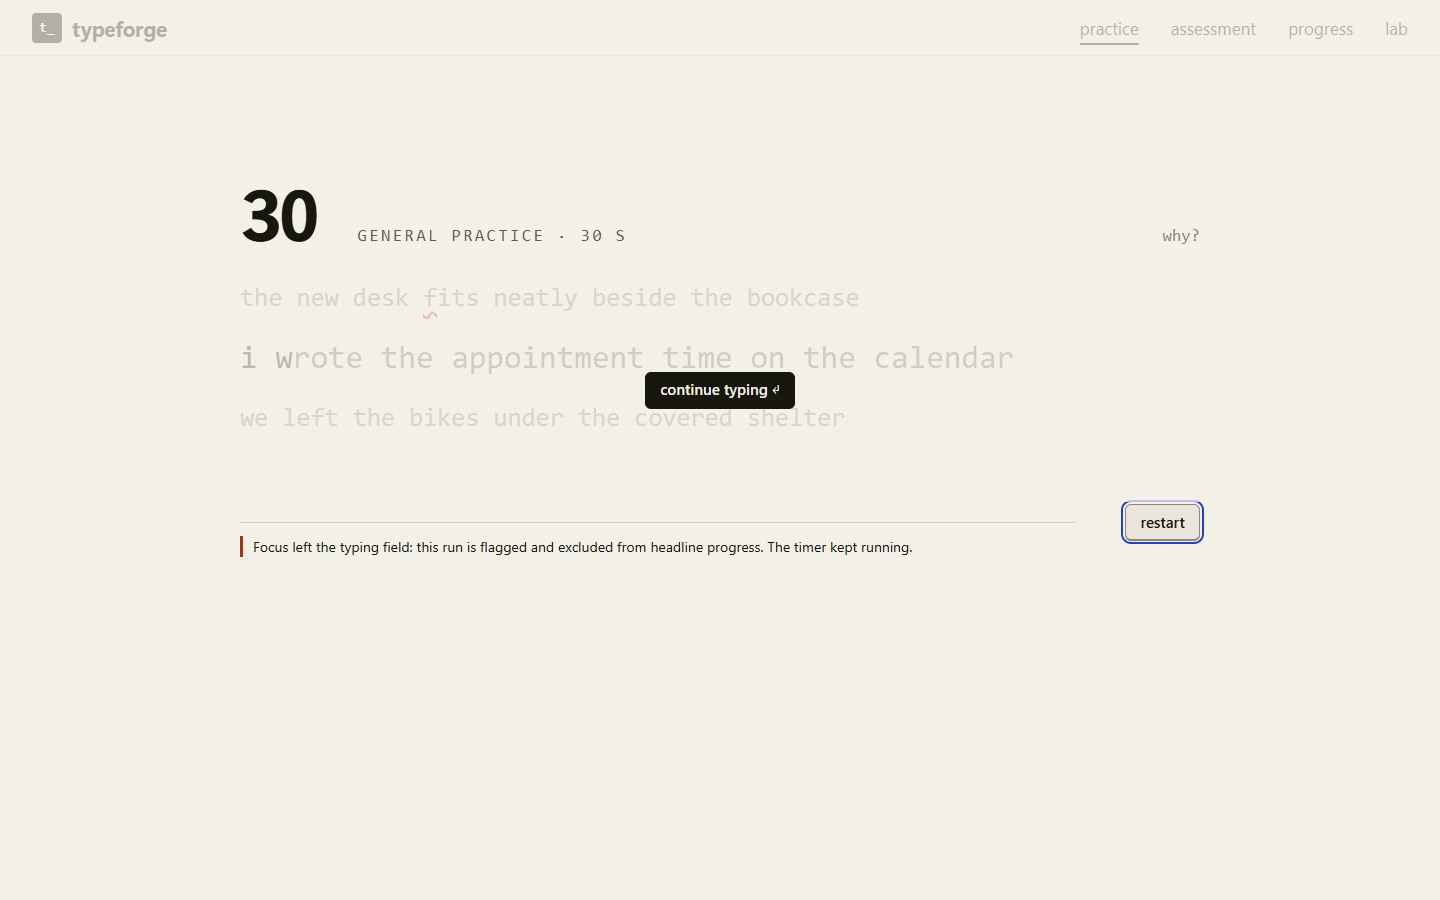 t_ typeforge practice assessment progress lab
30 GENERAL PRACTICE · 30 S why?
the new desk fits neatly beside the bookcase
i wrote the appointment time on the calendar
continue typing ↲
we left the bikes under the covered shelter
restart
Focus left the typing field: this run is flagged and excluded from headline progress. The timer kept running.